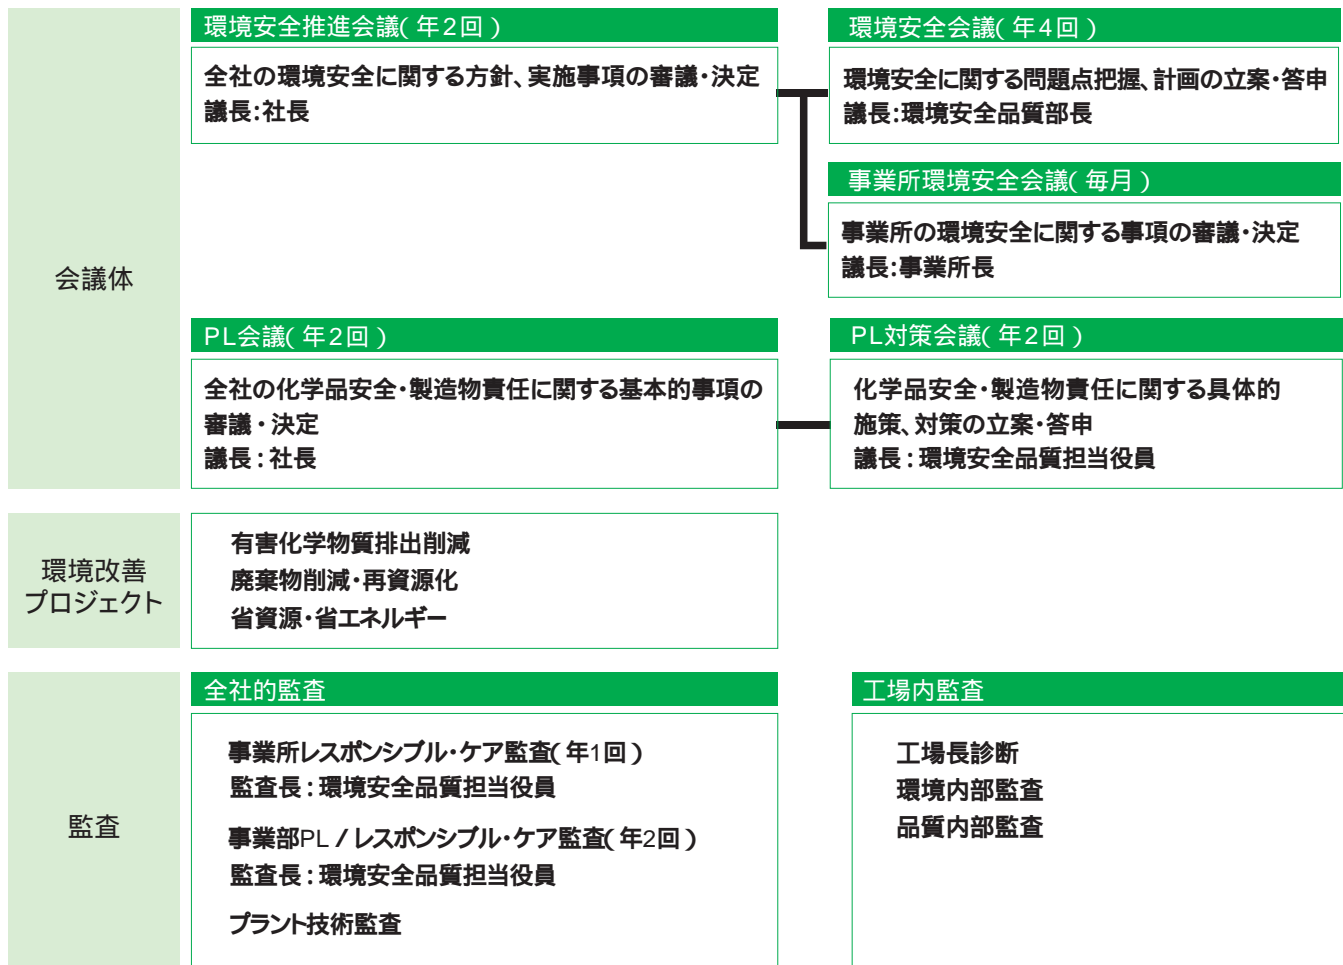 会議体
環境安全推進会議(年2回)
全社の環境安全に関する方針、実施事項の審議・決定
議長:社長
環境安全会議(年4回)
環境安全に関する問題点把握、計画の立案・答申
議長:環境安全品質部長
事業所環境安全会議(毎月)
事業所の環境安全に関する事項の審議・決定
議長:事業所長
PL会議(年2回)
全社の化学品安全・製造物責任に関する基本的事項の
審議・決定
議長:社長
PL対策会議(年2回)
化学品安全・製造物責任に関する具体的
施策、対策の立案・答申
議長:環境安全品質担当役員
環境改善
プロジェクト
有害化学物質排出削減
廃棄物削減・再資源化
省資源・省エネルギー
監査
全社的監査
事業所レスポンシブル・ケア監査(年1回)
監査長:環境安全品質担当役員
事業部PL/レスポンシブル・ケア監査(年2回)
監査長:環境安全品質担当役員
プラント技術監査
工場内監査
工場長診断
環境内部監査
品質内部監査